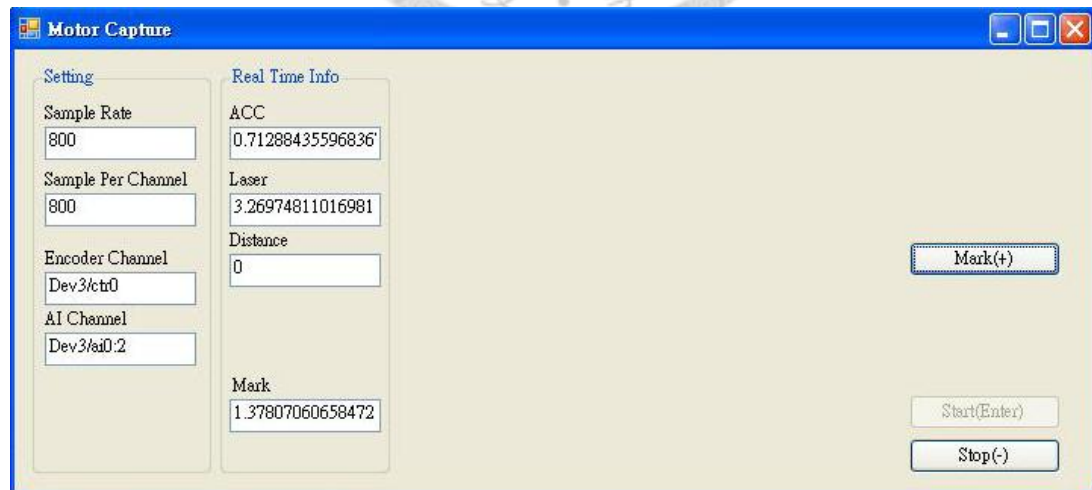 Motor Capture
Setting
Sample Rate
800
Sample Per Channel
800
Encoder Channel
Dev3/ctr0
AI Channel
Dev3/ai0:2
Real Time Info
ACC
0.71288435596836
Laser
3.26974811016981
Distance
0
Mark
1.37807060658472
Mark(+)
Start(Enter)
Stop(-)